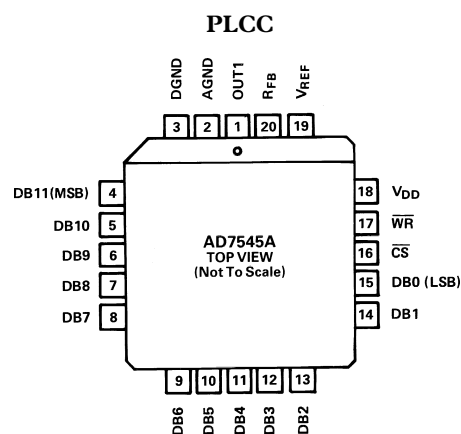 PLCC
DGND
AGND
OUT1
RFB
VREF
3
2
1
20
19
DB11(MSB)
4
DB10
5
DB9
6
DB8
7
DB7
8
AD7545A
TOP VIEW
(Not To Scale)
18
VDD
17
W̅R̅
16
C̅S̅
15
DB0 (LSB)
14
DB1
9
10
11
12
13
DB6
DB5
DB4
DB3
DB2